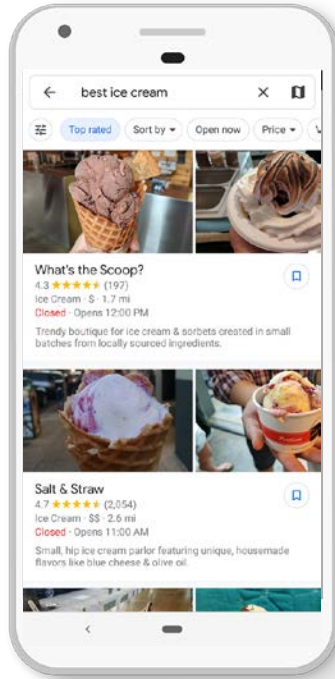 best ice cream
Top rated
Sort by
Open now
Price
What's the Scoop?
4.3 (197)
Ice Cream · $ · 1.7 mi
Closed · Opens 12:00 PM
Trendy boutique for ice cream & sorbets created in small
batches from locally sourced ingredients.
Salt & Straw
4.7 (2,054)
Ice Cream · $$ · 2.6 mi
Closed · Opens 11:00 AM
Small, hip ice cream parlor featuring unique, housemade
flavors like blue cheese & olive oil.